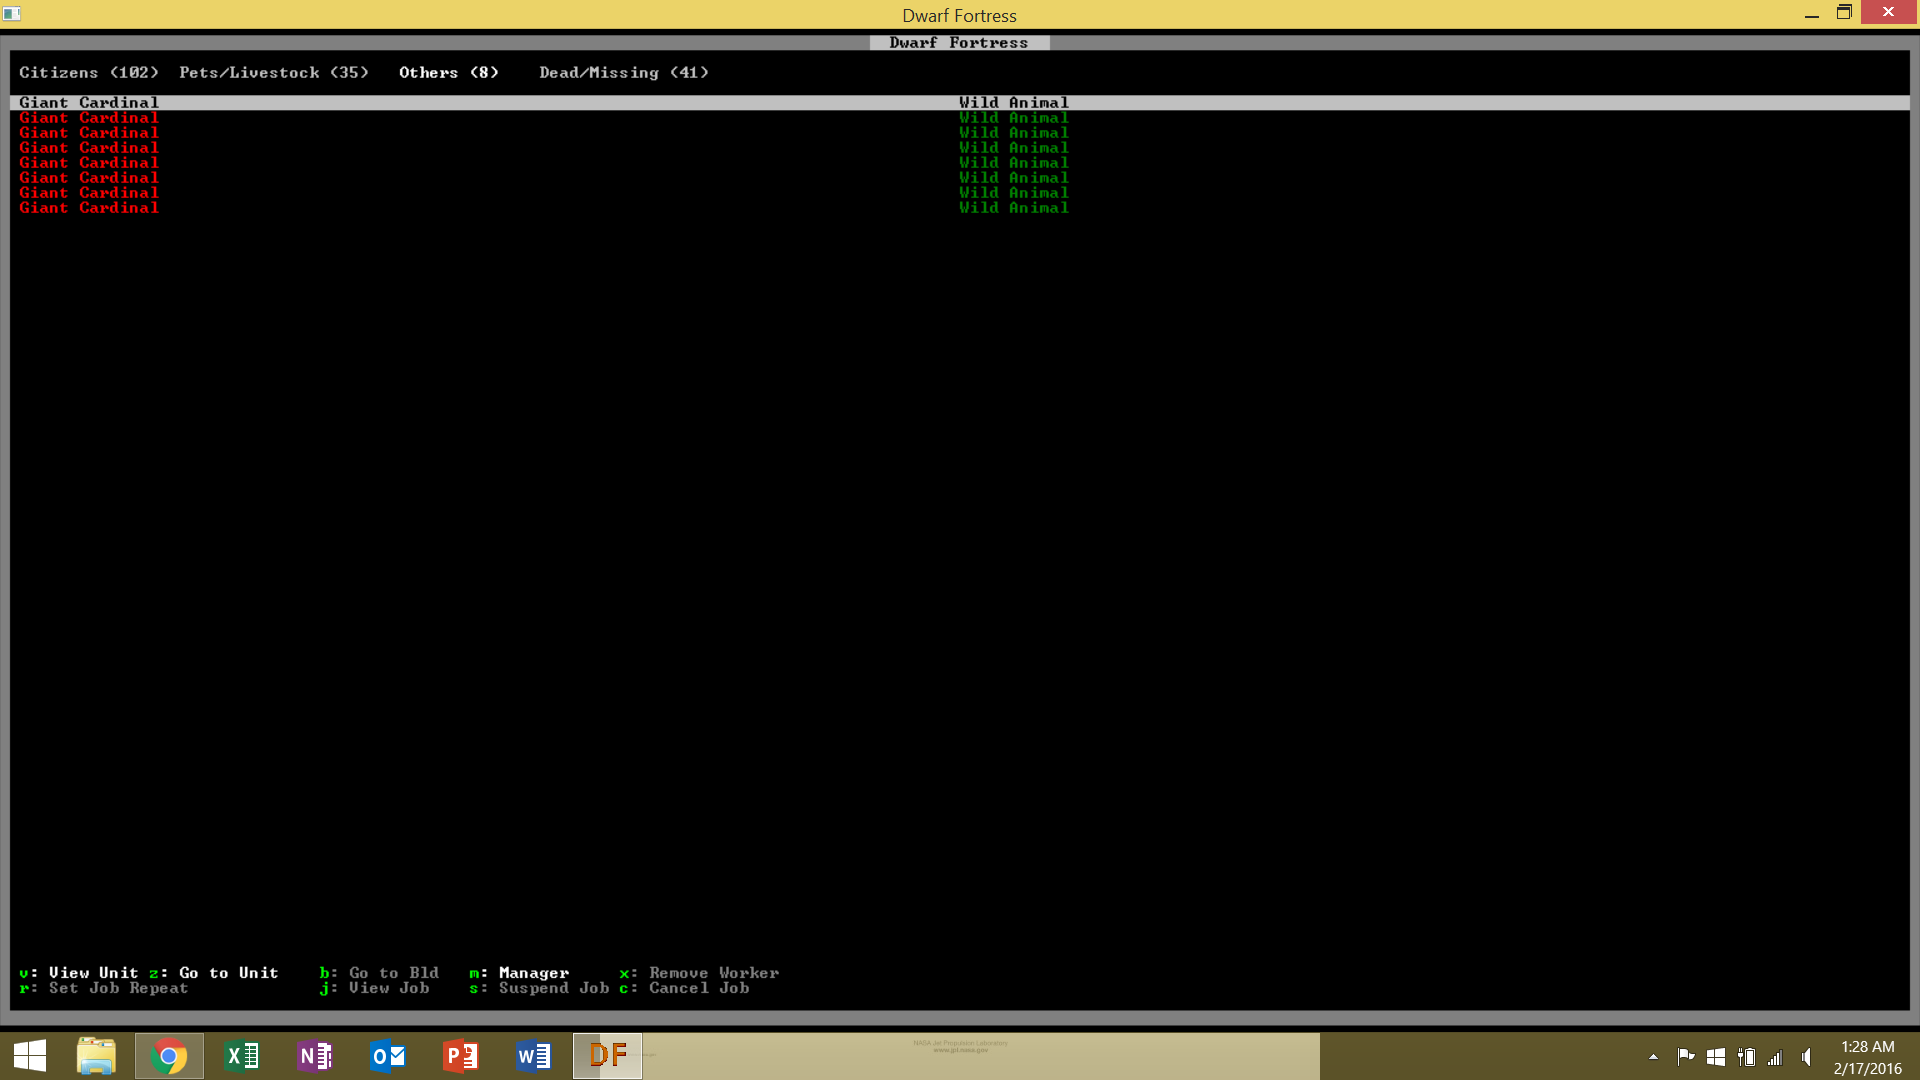 Dwarf Fortress
Dwarf Fortress
Citizens (102) Pets/Livestock (35) Others (8) Dead/Missing (41)
Giant Cardinal Wild Animal
Giant Cardinal Wild Animal
Giant Cardinal Wild Animal
Giant Cardinal Wild Animal
Giant Cardinal Wild Animal
Giant Cardinal Wild Animal
Giant Cardinal Wild Animal
Giant Cardinal Wild Animal
v: View Unit z: Go to Unit b: Go to Bld m: Manager x: Remove Worker
r: Set Job Repeat j: View Job s: Suspend Job c: Cancel Job
DF
NASA Jet Propulsion Laboratory
www.jpl.nasa.gov
1:28 AM
2/17/2016